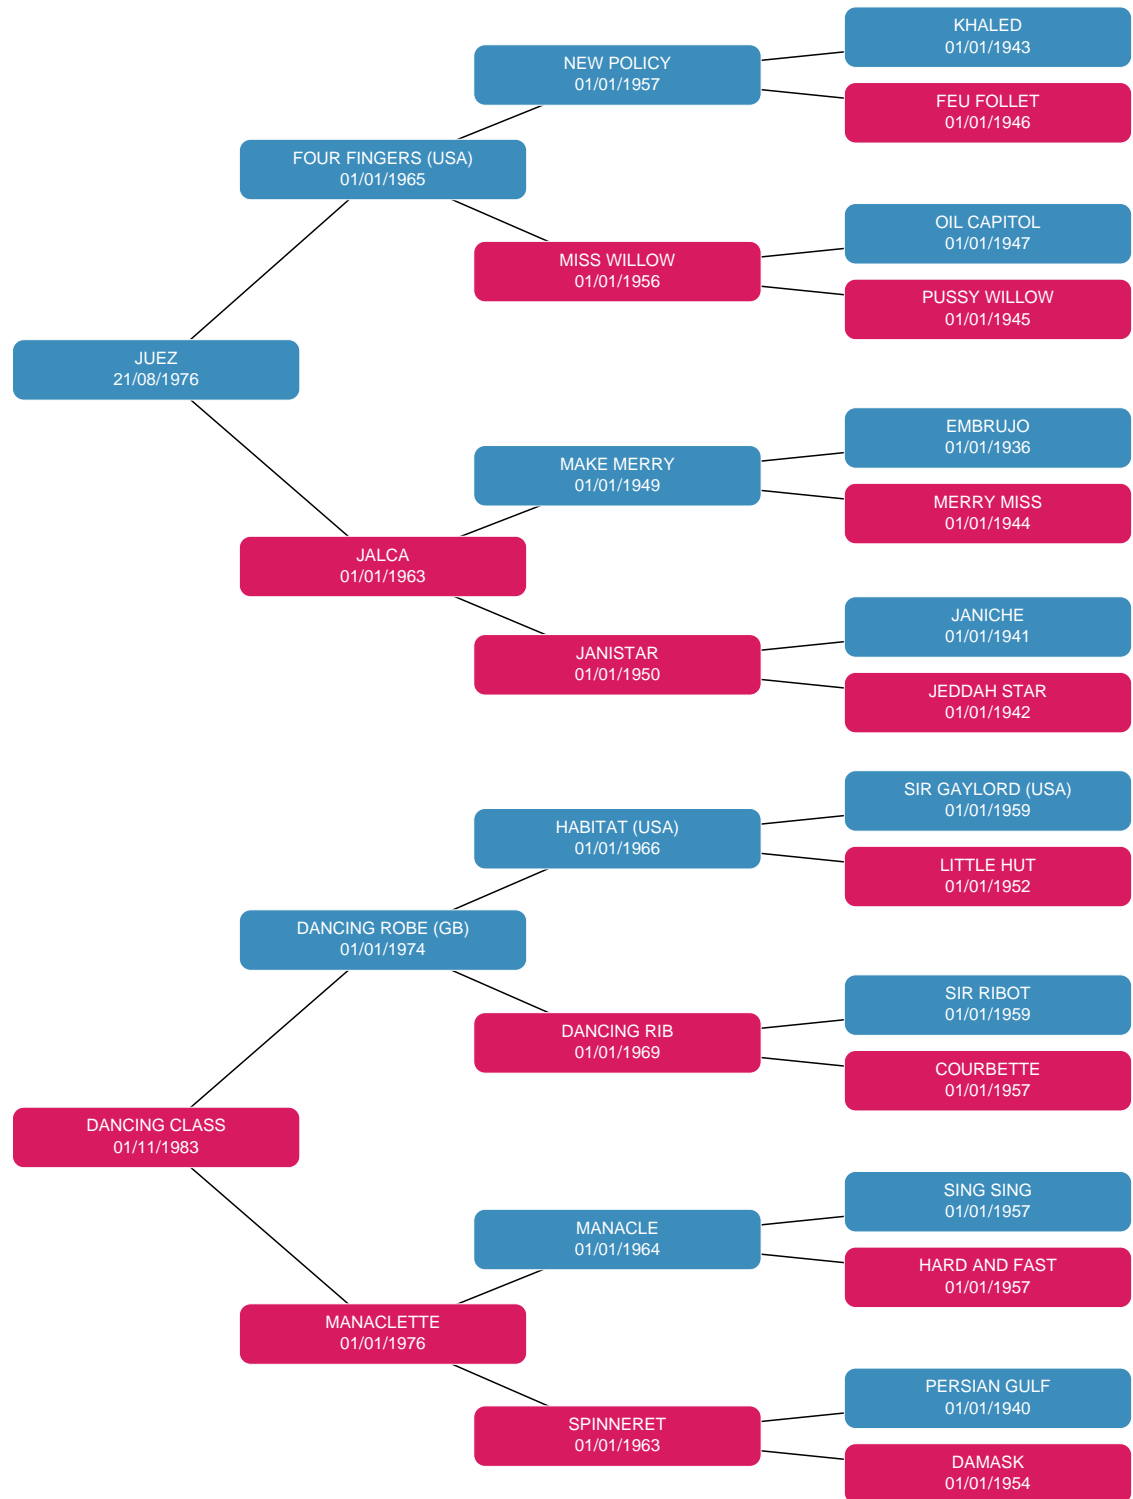 KHALED
01/01/1943
NEW POLICY
01/01/1957
FEU FOLLET
01/01/1946
FOUR FINGERS (USA)
01/01/1965
OIL CAPITOL
01/01/1947
MISS WILLOW
01/01/1956
PUSSY WILLOW
01/01/1945
JUEZ
21/08/1976
EMBRUJO
01/01/1936
MAKE MERRY
01/01/1949
MERRY MISS
01/01/1944
JALCA
01/01/1963
JANICHE
01/01/1941
JANISTAR
01/01/1950
JEDDAH STAR
01/01/1942
SIR GAYLORD (USA)
01/01/1959
HABITAT (USA)
01/01/1966
LITTLE HUT
01/01/1952
DANCING ROBE (GB)
01/01/1974
SIR RIBOT
01/01/1959
DANCING RIB
01/01/1969
COURBETTE
01/01/1957
DANCING CLASS
01/11/1983
SING SING
01/01/1957
MANACLE
01/01/1964
HARD AND FAST
01/01/1957
MANACLETTE
01/01/1976
PERSIAN GULF
01/01/1940
SPINNERET
01/01/1963
DAMASK
01/01/1954